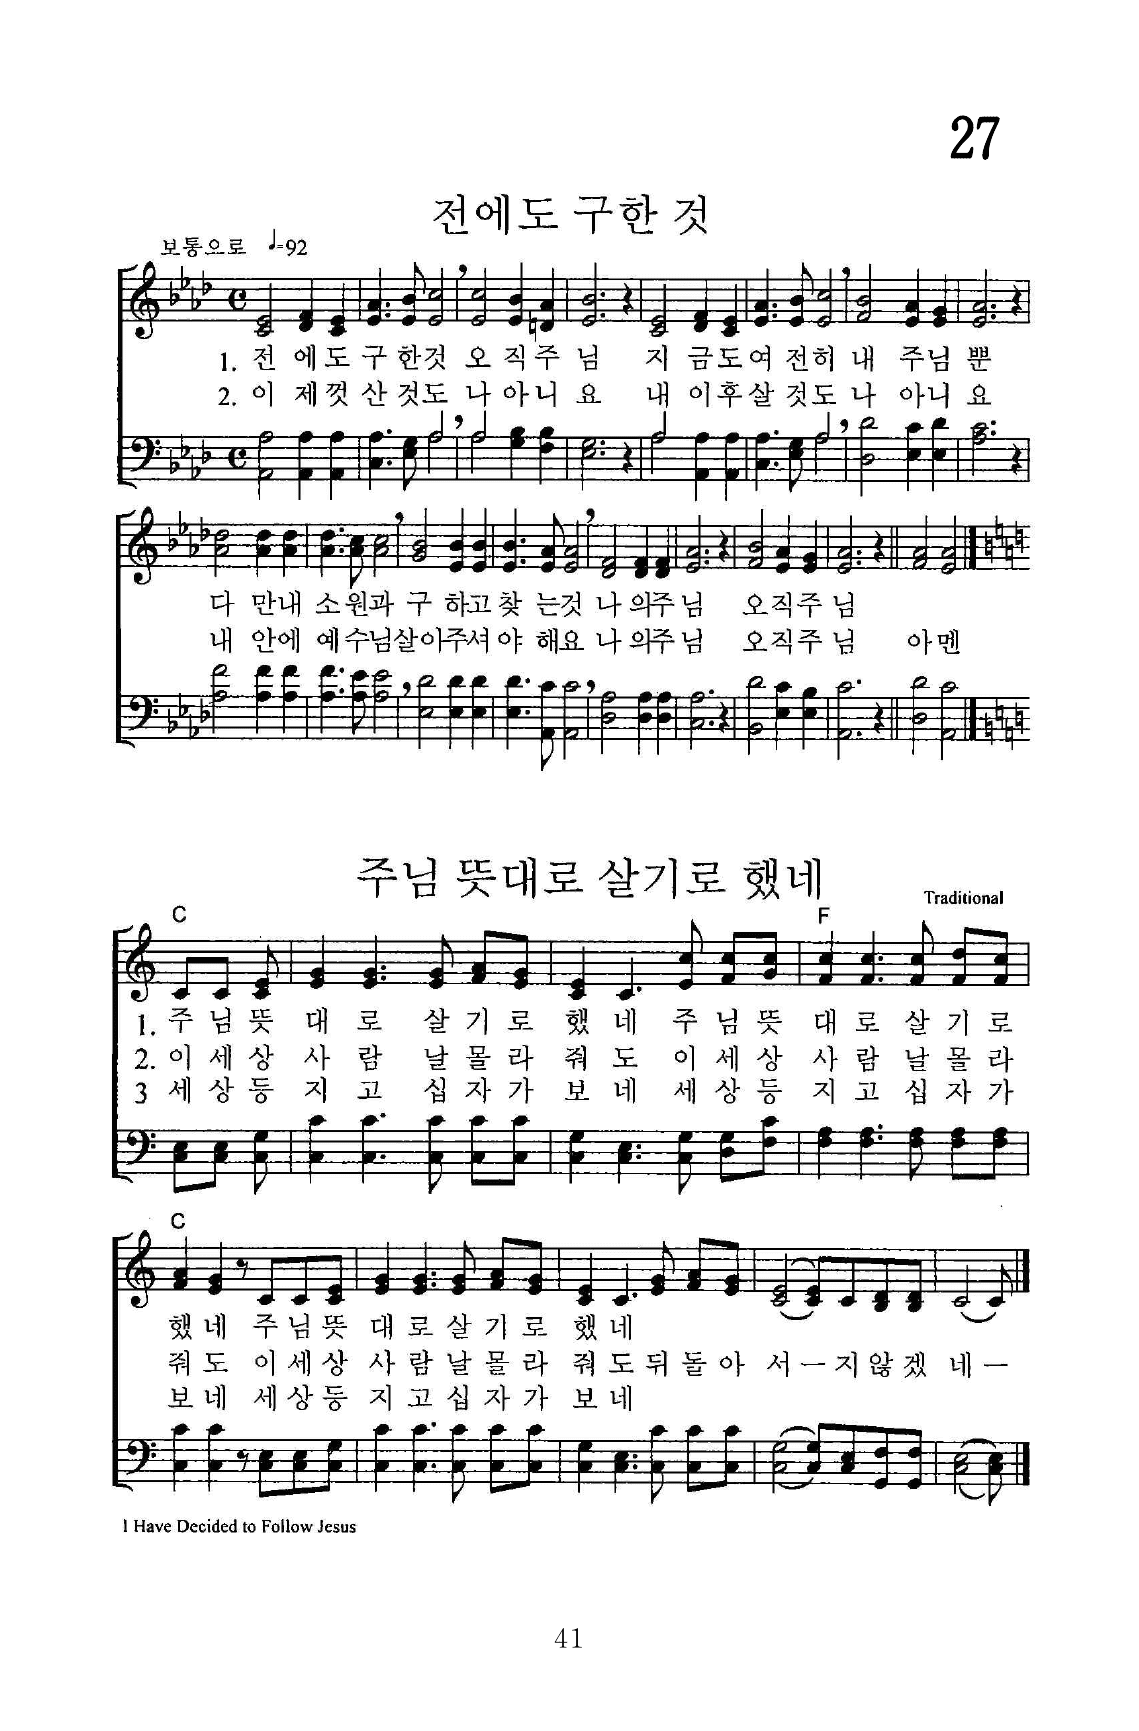 27
전에도 구한 것
보통으로 ♩=92
1. 전 에도 구 한것 오 직주 님 지 금도 여 전히 내 주님 뿐
2. 이 제껏 산 것도 나 아니 요 내 이후 살 것도 나 아니 요
다 만내 소 원과 구 하고 찾 는것 나 의주 님 오직주 님
내 안에 예 수님 살아주셔 야 해요 나 의주 님 오직주 님 아멘
주님 뜻대로 살기로 했네
Traditional
C F
1. 주 님 뜻 대 로 살 기 로 했 네 주 님 뜻 대 로 살 기 로
2. 이 세 상 사 람 날 몰 라 줘 도 이 세 상 사 람 날 몰 라
3 세 상 등 지 고 십 자 가 보 네 세 상 등 지 고 십 자 가
C
했 네 주 님 뜻 대 로 살 기 로 했 네
줘 도 이 세 상 사 람 날 몰 라 줘 도 뒤 돌 아 서 ー 지 않 겠 네 ー
보 네 세 상 등 지 고 십 자 가 보 네
I Have Decided to Follow Jesus
41